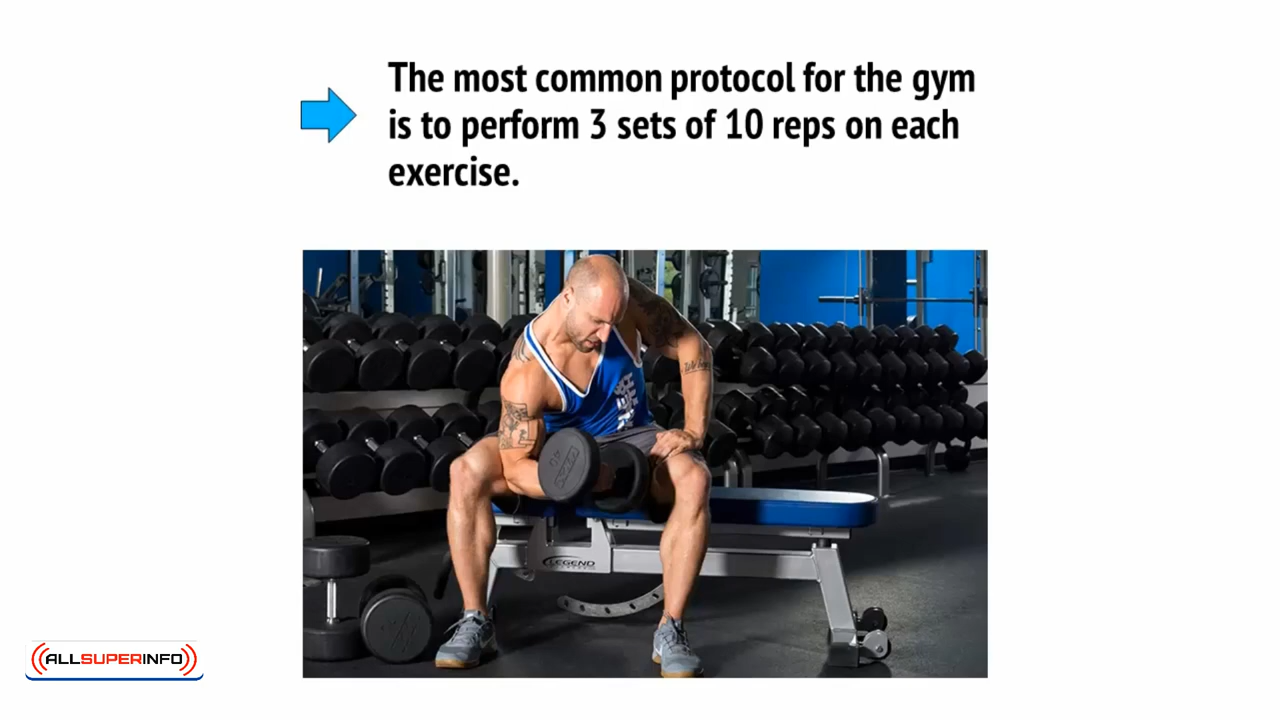 The most common protocol for the gym
is to perform 3 sets of 10 reps on each
exercise.
LEGEND
ALLSUPERINFO